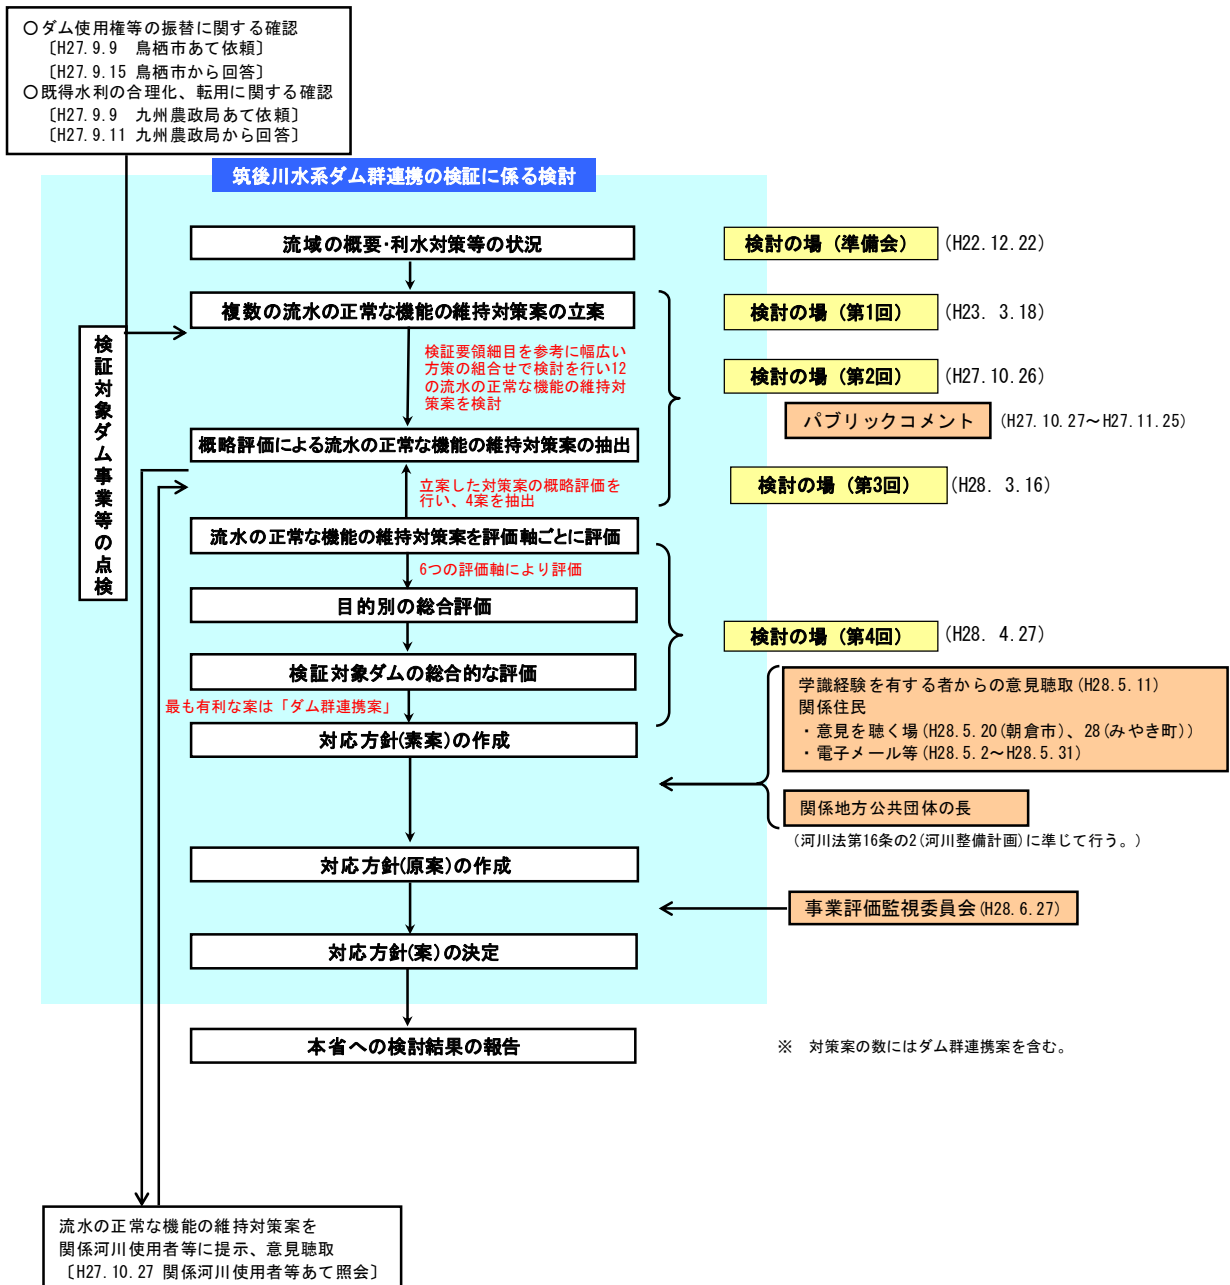 〇ダム使用権等の振替に関する確認
〔H27.9.9 鳥栖市あて依頼〕
〔H27.9.15 鳥栖市から回答〕
〇既得水利の合理化、転用に関する確認
〔H27.9.9 九州農政局あて依頼〕
〔H27.9.11 九州農政局から回答〕
筑後川水系ダム群連携の検証に係る検討
流域の概要・利水対策等の状況
検討の場（準備会）
(H22.12.22)
複数の流水の正常な機能の維持対策案の立案
検討の場（第1回）
(H23. 3.18)
検証対象ダム事業等の点検
検証要領細目を参考に幅広い
方策の組合せで検討を行い12
の流水の正常な機能の維持対
策案を検討
検討の場（第2回）
(H27.10.26)
パブリックコメント
(H27.10.27～H27.11.25)
概略評価による流水の正常な機能の維持対策案の抽出
立案した対策案の概略評価を
行い、4案を抽出
検討の場（第3回）
(H28. 3.16)
流水の正常な機能の維持対策案を評価軸ごとに評価
6つの評価軸により評価
目的別の総合評価
検討の場（第4回）
(H28. 4.27)
検証対象ダムの総合的な評価
最も有利な案は「ダム群連携案」
対応方針(素案)の作成
学識経験を有する者からの意見聴取(H28.5.11)
関係住民
・意見を聴く場(H28.5.20(朝倉市)、28(みやき町))
・電子メール等(H28.5.2～H28.5.31)
関係地方公共団体の長
(河川法第16条の2(河川整備計画)に準じて行う。)
対応方針(原案)の作成
事業評価監視委員会(H28.6.27)
対応方針(案)の決定
本省への検討結果の報告
※ 対策案の数にはダム群連携案を含む。
流水の正常な機能の維持対策案を
関係河川使用者等に提示、意見聴取
〔H27.10.27 関係河川使用者等あて照会〕